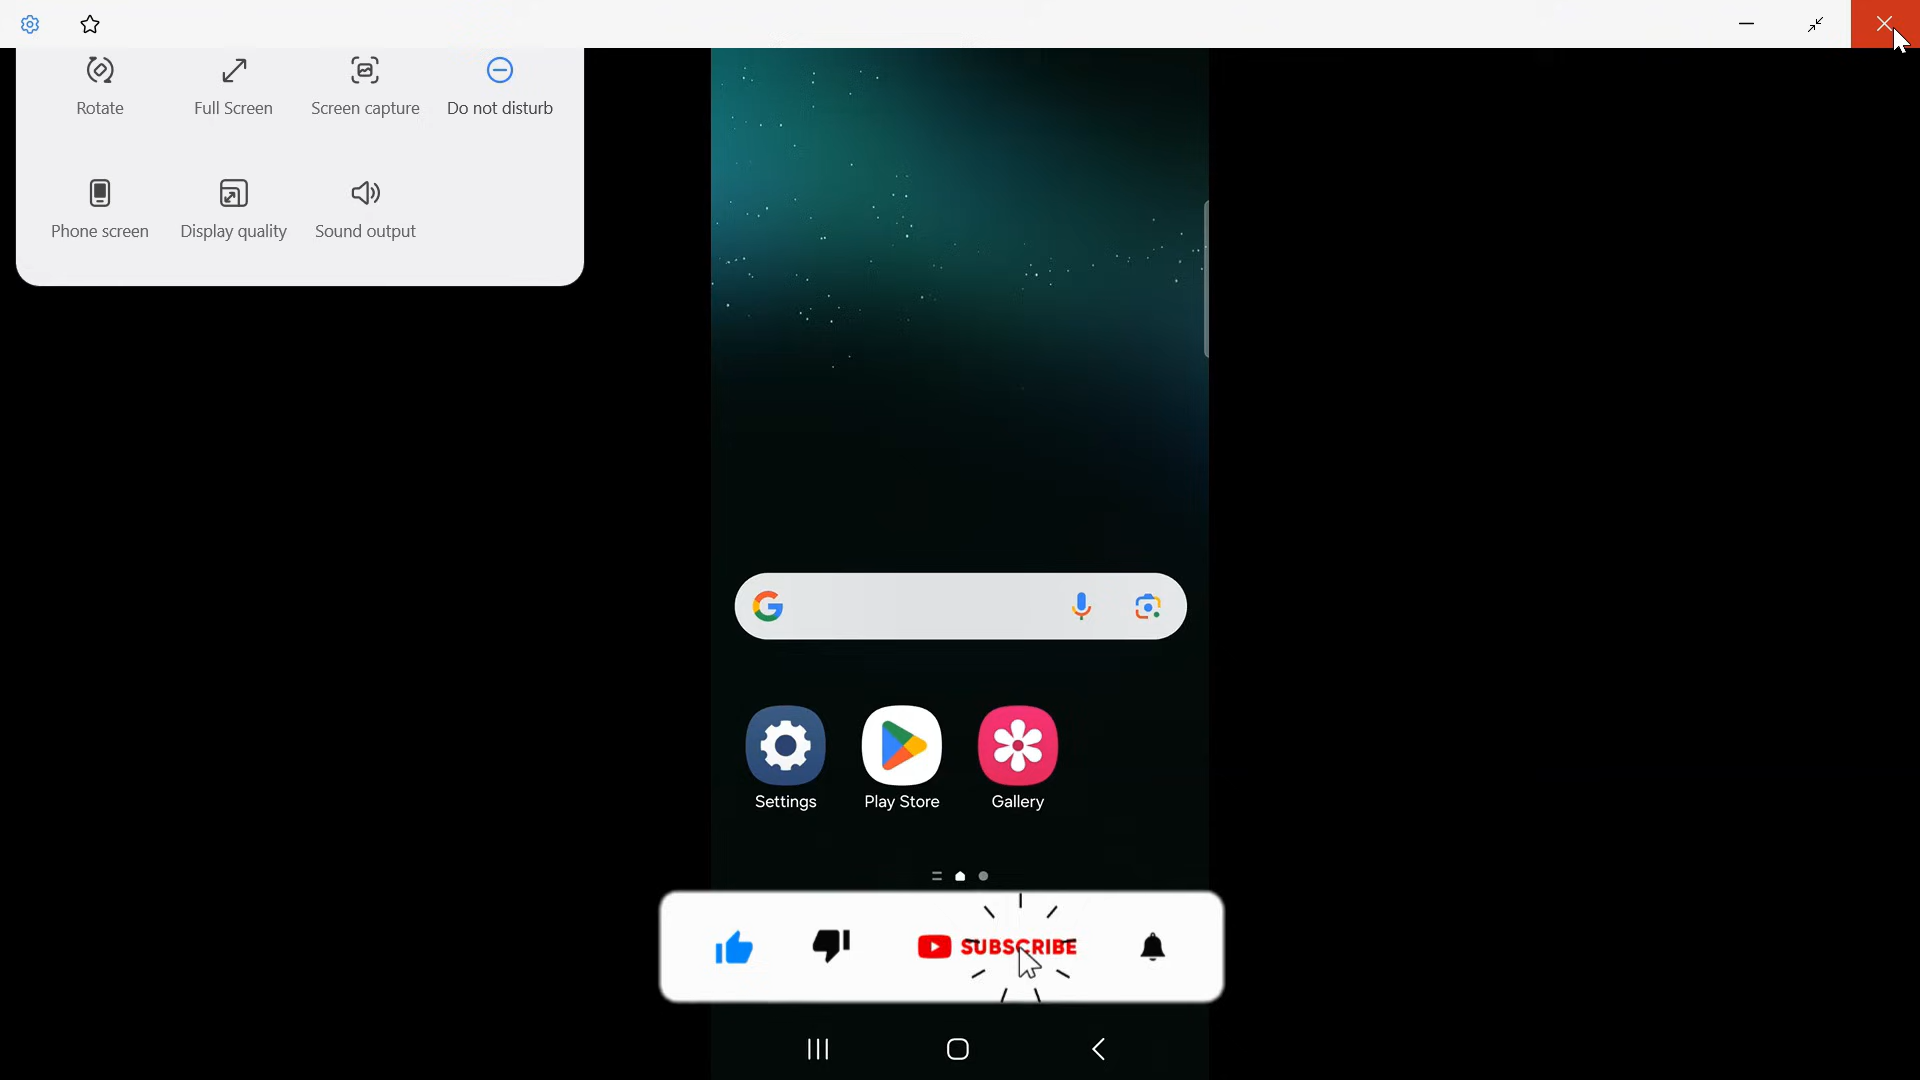 Rotate
Full Screen
Screen capture
Do not disturb
Phone screen
Display quality
Sound output
Settings
Play Store
Gallery
SUBSCRIBE